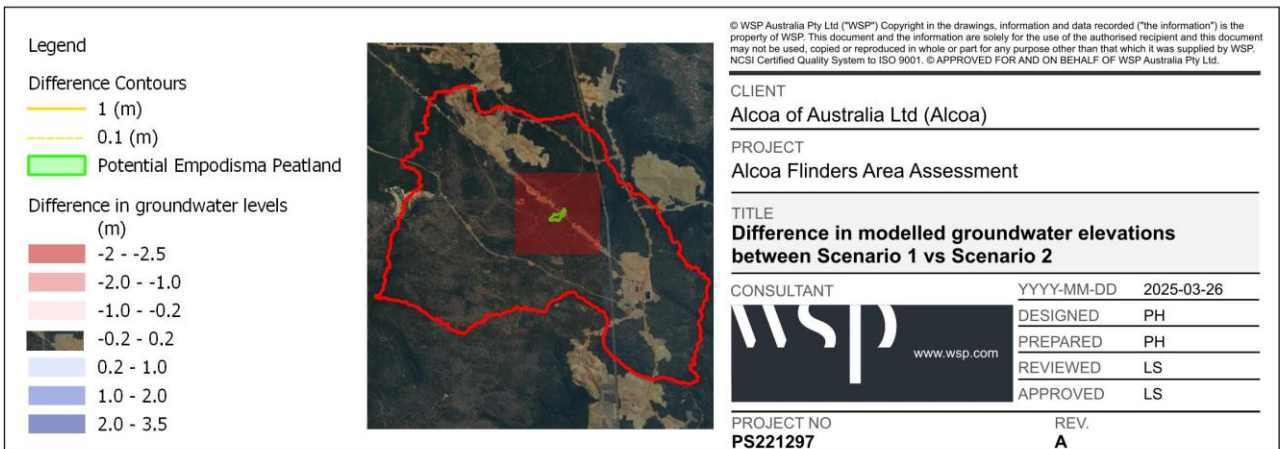 Legend
Difference Contours
1 (m)
0.1 (m)
Potential Empodisma Peatland
Difference in groundwater levels
(m)
-2 - -2.5
-2.0 - -1.0
-1.0 - -0.2
-0.2 - 0.2
0.2 - 1.0
1.0 - 2.0
2.0 - 3.5
© WSP Australia Pty Ltd ("WSP") Copyright in the drawings, information and data recorded ("the information") is the
property of WSP. This document and the information are solely for the use of the authorised recipient and this document
may not be used, copied or reproduced in whole or part for any purpose other than that which it was supplied by WSP.
NCSI Certified Quality System to ISO 9001. © APPROVED FOR AND ON BEHALF OF WSP Australia Pty Ltd.
CLIENT
Alcoa of Australia Ltd (Alcoa)
PROJECT
Alcoa Flinders Area Assessment
TITLE
Difference in modelled groundwater elevations
between Scenario 1 vs Scenario 2
CONSULTANT
wsp
www.wsp.com
YYYY-MM-DD 2025-03-26
DESIGNED PH
PREPARED PH
REVIEWED LS
APPROVED LS
PROJECT NO REV.
PS221297 A